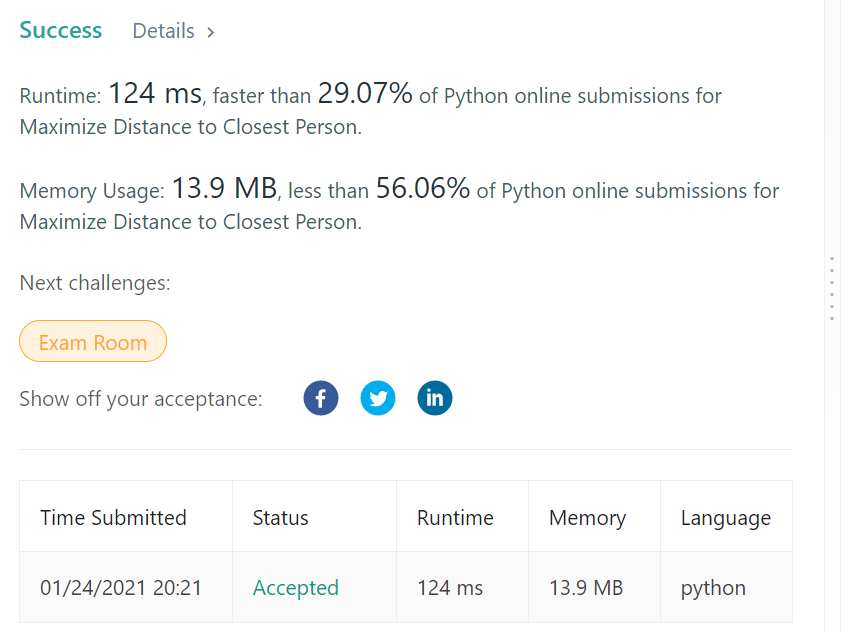 Success Details >
Runtime: 124 ms, faster than 29.07% of Python online submissions for
Maximize Distance to Closest Person.
Memory Usage: 13.9 MB, less than 56.06% of Python online submissions for
Maximize Distance to Closest Person.
Next challenges:
Exam Room
Show off your acceptance:
Time Submitted Status Runtime Memory Language
01/24/2021 20:21 Accepted 124 ms 13.9 MB python